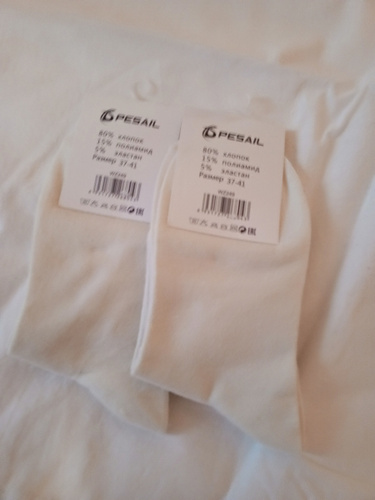 PESAIL
80% хлопок
15% полиамид
5% эластан
Размер 37-41
PESAIL
80% хлопок
15% полиамид
5% эластан
Размер 37-41